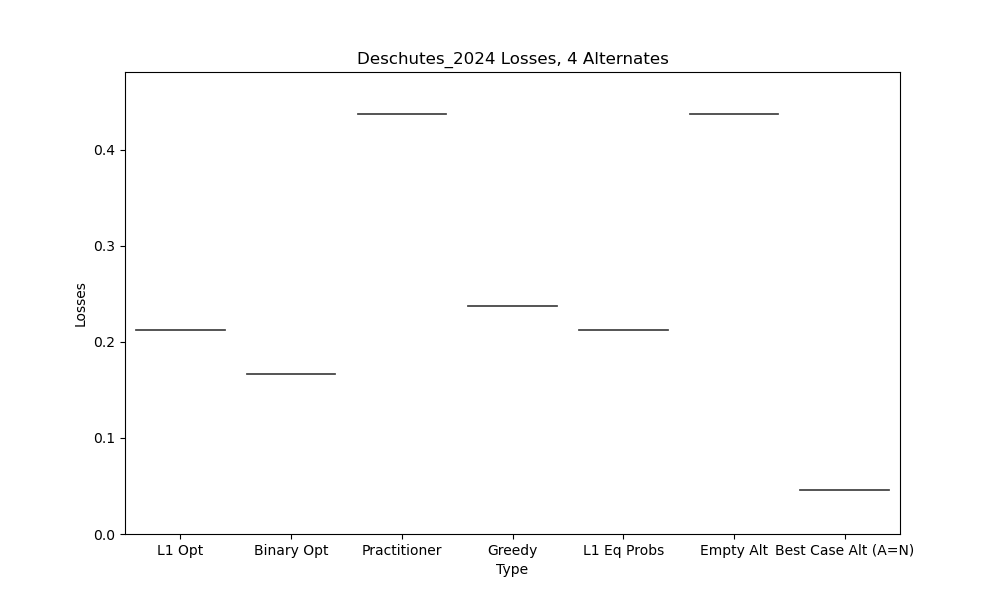 Deschutes_2024 Losses, 4 Alternates
Losses
0.4
0.3
0.2
0.1
0.0
L1 Opt
Binary Opt
Practitioner
Greedy
L1 Eq Probs
Empty Alt
Best Case Alt (A=N)
Type